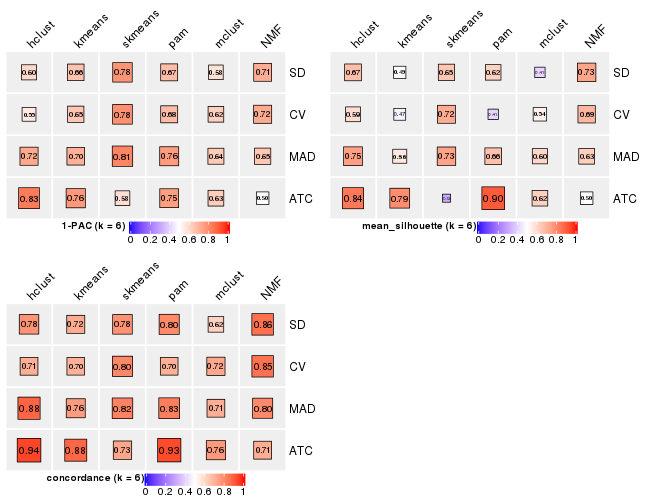 hclust kmeans skmeans pam mclust NMF
0.60 0.66 0.78 0.67 0.58 0.71 SD
0.55 0.65 0.78 0.68 0.62 0.72 CV
0.72 0.70 0.81 0.76 0.64 0.65 MAD
0.83 0.76 0.58 0.75 0.63 0.50 ATC
1-PAC (k = 6)
0 0.2 0.4 0.6 0.8 1
hclust kmeans skmeans pam mclust NMF
0.67 0.49 0.65 0.62 0.41 0.73 SD
0.59 0.47 0.72 0.41 0.54 0.69 CV
0.75 0.56 0.73 0.66 0.60 0.63 MAD
0.84 0.79 0.90 0.62 0.50 ATC
mean_silhouette (k = 6)
0 0.2 0.4 0.6 0.8 1
hclust kmeans skmeans pam mclust NMF
0.78 0.72 0.78 0.80 0.62 0.86 SD
0.71 0.70 0.80 0.70 0.72 0.85 CV
0.88 0.76 0.82 0.83 0.71 0.80 MAD
0.94 0.88 0.73 0.93 0.76 0.71 ATC
concordance (k = 6)
0 0.2 0.4 0.6 0.8 1